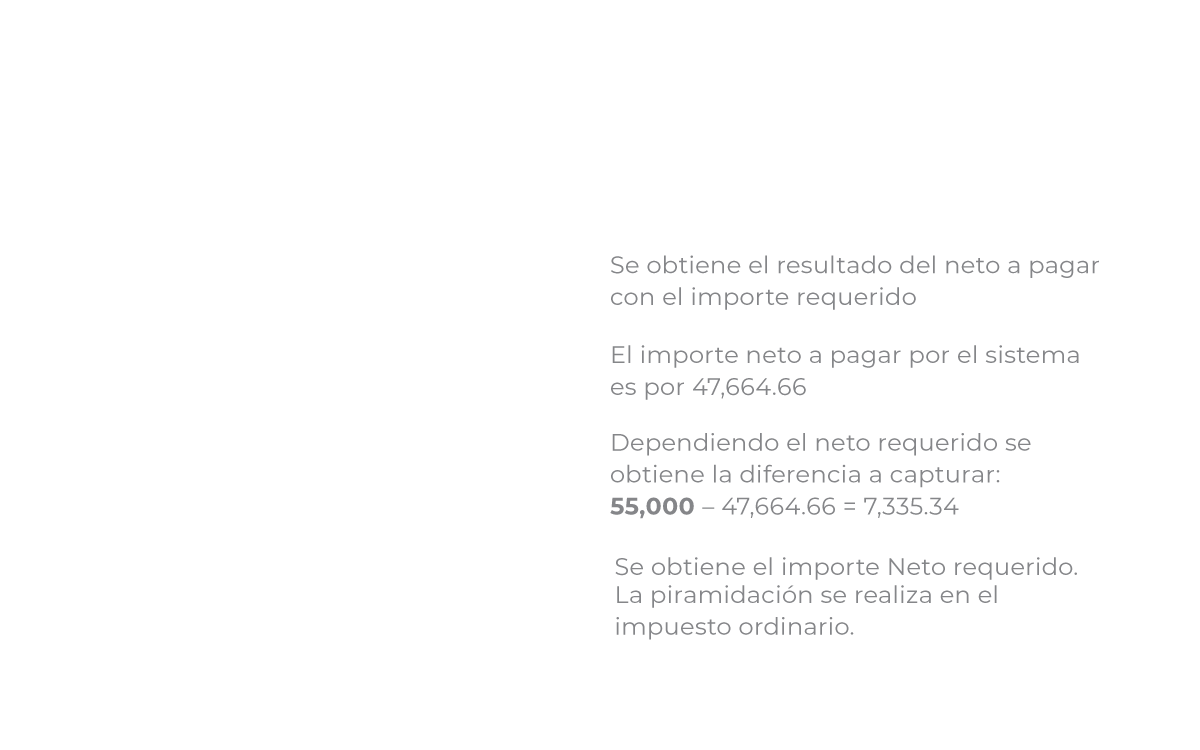 Se obtiene el resultado del neto a pagar
con el importe requerido
El importe neto a pagar por el sistema
es por 47,664.66
Dependiendo el neto requerido se
obtiene la diferencia a capturar:
55,000 – 47,664.66 = 7,335.34
Se obtiene el importe Neto requerido.
La piramidación se realiza en el
impuesto ordinario.